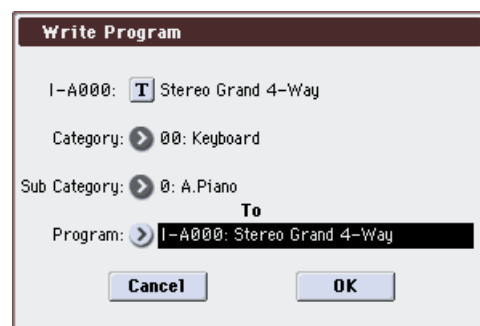 Write Program
I-A000: T Stereo Grand 4-Way
Category: 00: Keyboard
Sub Category: 0: A.Piano
To
Program: I-A000: Stereo Grand 4-Way
Cancel OK